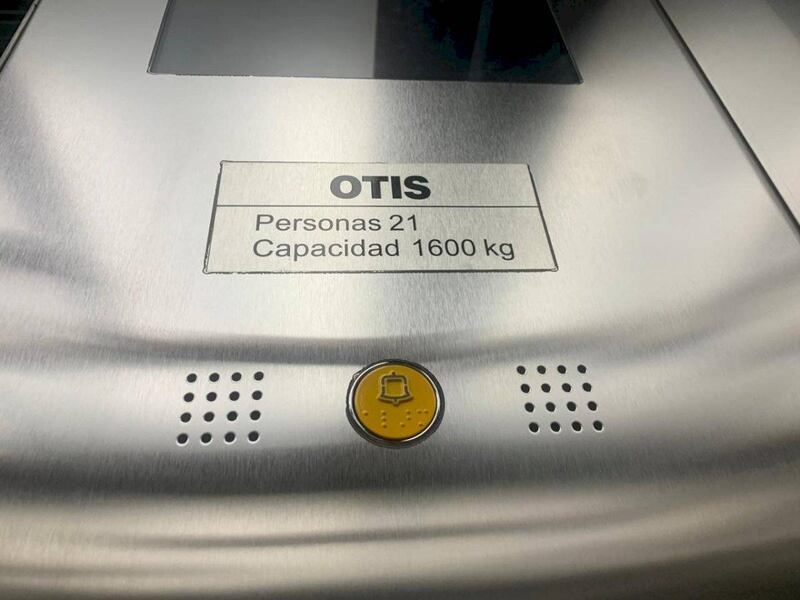 OTIS
Personas 21
Capacidad 1600 kg